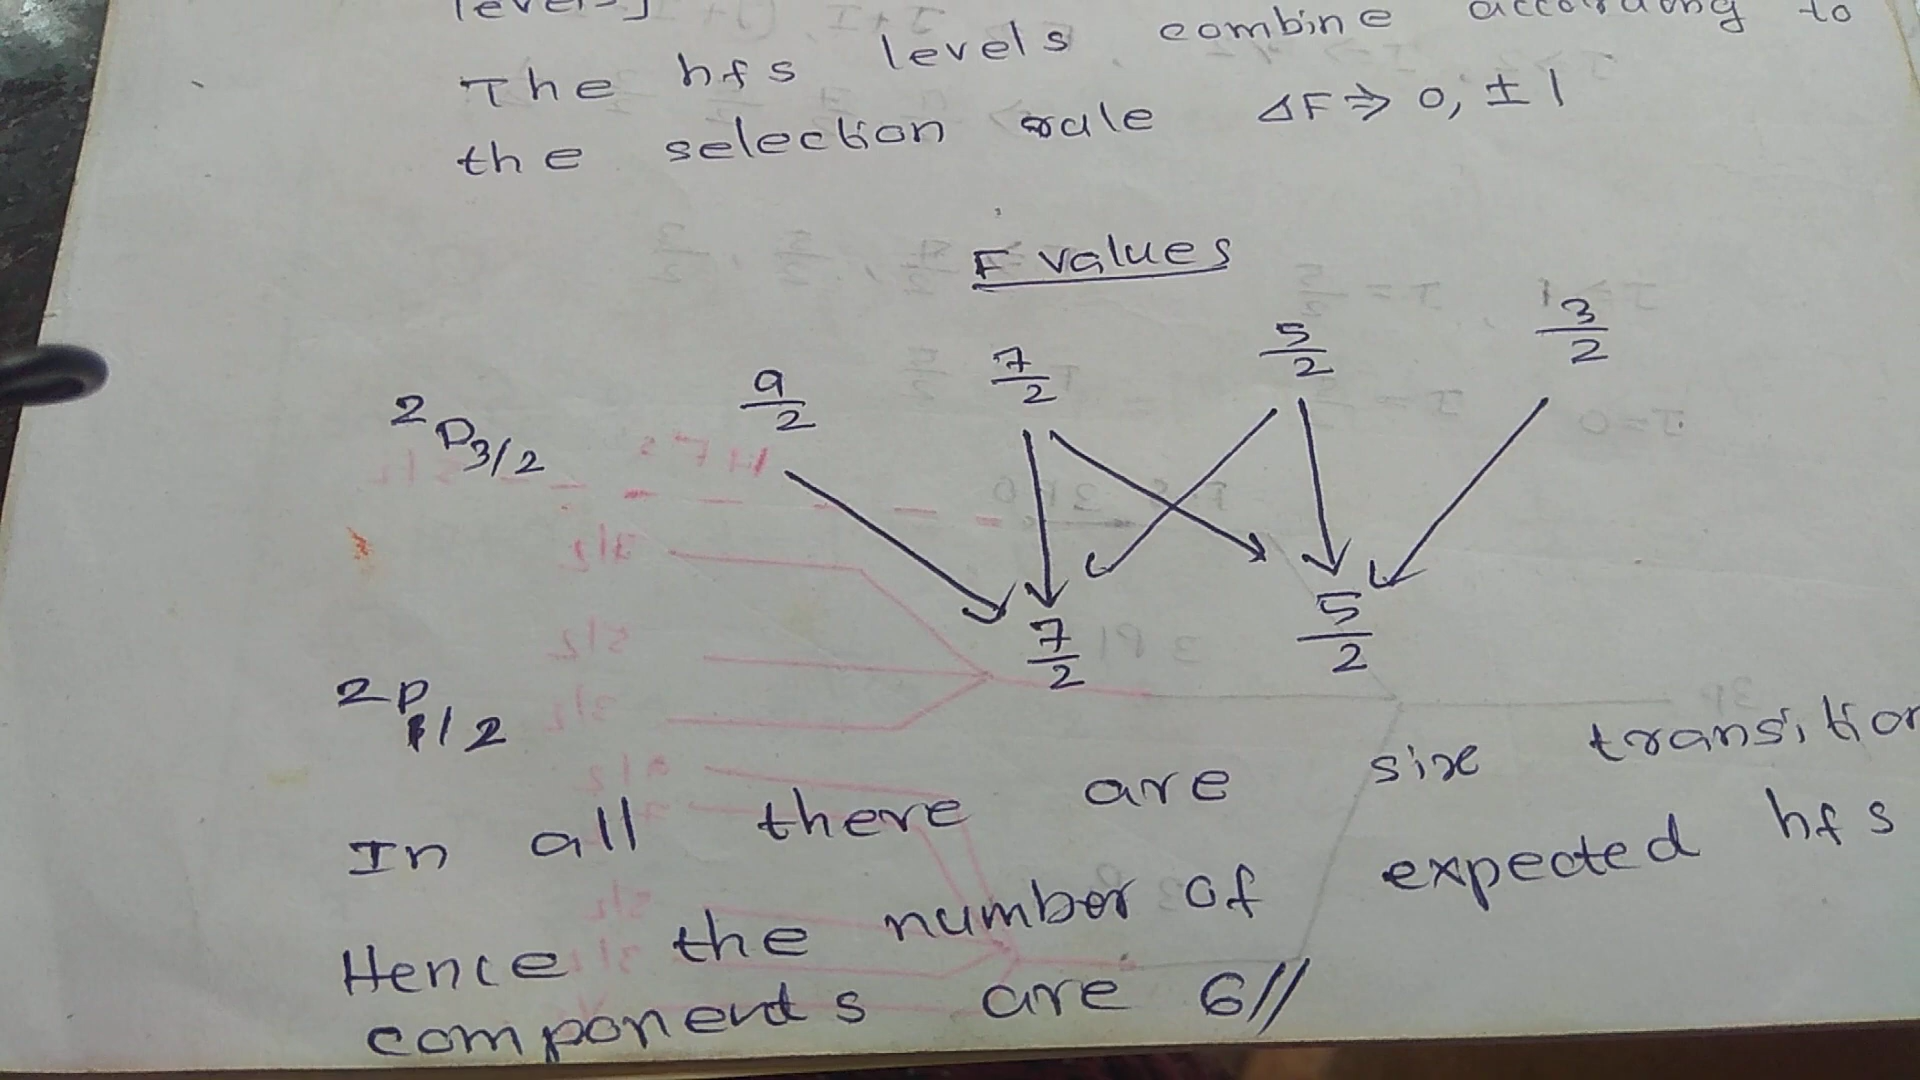 levels]
The hfs levels combine according to
the selection rule ΔF ⇒ 0, ± 1
F values
²P3/2 9/2 7/2 5/2 3/2
7/2 5/2
2P1/2
In all there are six transition
Hence the number of expected hfs
components are 6//